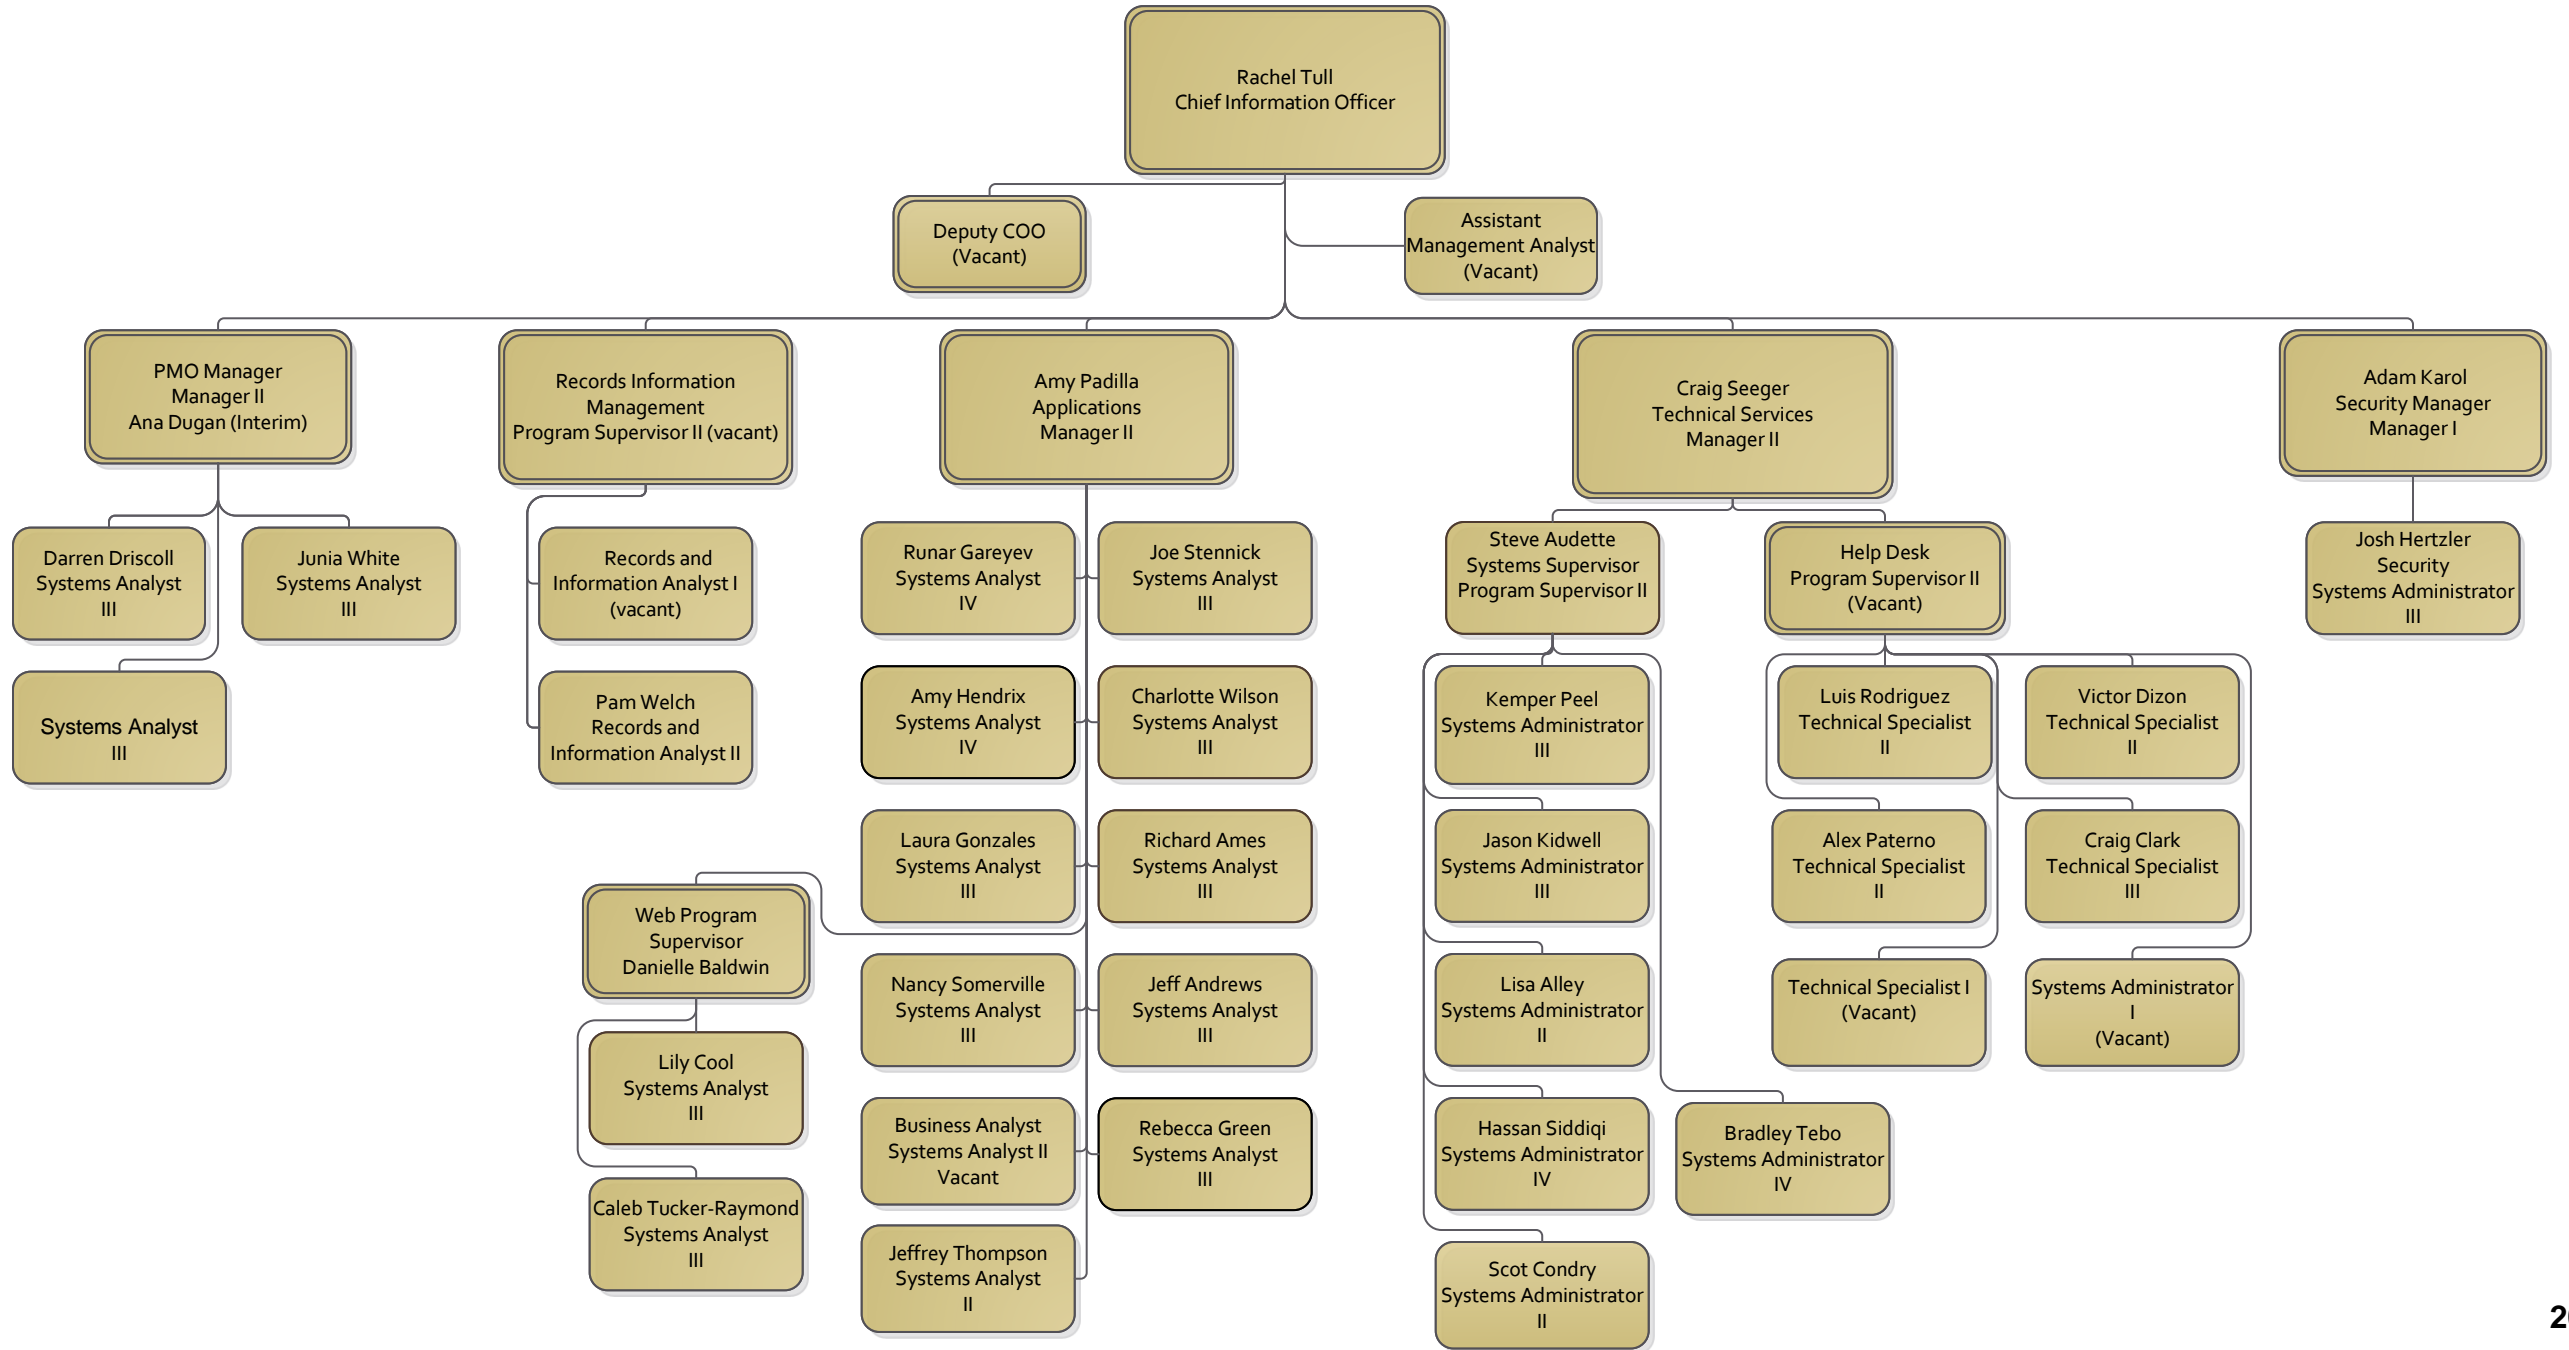 Rachel Tull
Chief Information Officer
Deputy COO
(Vacant)
Assistant
Management Analyst
(Vacant)
PMO Manager
Manager II
Ana Dugan (Interim)
Records Information
Management
Program Supervisor II (vacant)
Amy Padilla
Applications
Manager II
Craig Seeger
Technical Services
Manager II
Adam Karol
Security Manager
Manager I
Darren Driscoll
Systems Analyst
III
Junia White
Systems Analyst
III
Systems Analyst
III
Records and
Information Analyst I
(vacant)
Pam Welch
Records and
Information Analyst II
Runar Gareyev
Systems Analyst
IV
Joe Stennick
Systems Analyst
III
Amy Hendrix
Systems Analyst
IV
Charlotte Wilson
Systems Analyst
III
Laura Gonzales
Systems Analyst
III
Richard Ames
Systems Analyst
III
Web Program
Supervisor
Danielle Baldwin
Lily Cool
Systems Analyst
III
Caleb Tucker-Raymond
Systems Analyst
III
Nancy Somerville
Systems Analyst
III
Jeff Andrews
Systems Analyst
III
Business Analyst
Systems Analyst II
Vacant
Rebecca Green
Systems Analyst
III
Jeffrey Thompson
Systems Analyst
II
Steve Audette
Systems Supervisor
Program Supervisor II
Help Desk
Program Supervisor II
(Vacant)
Kemper Peel
Systems Administrator
III
Jason Kidwell
Systems Administrator
III
Lisa Alley
Systems Administrator
II
Hassan Siddiqi
Systems Administrator
IV
Bradley Tebo
Systems Administrator
IV
Scot Condry
Systems Administrator
II
Luis Rodriguez
Technical Specialist
II
Victor Dizon
Technical Specialist
II
Alex Paterno
Technical Specialist
II
Craig Clark
Technical Specialist
III
Technical Specialist I
(Vacant)
Systems Administrator
I
(Vacant)
Josh Hertzler
Security
Systems Administrator
III